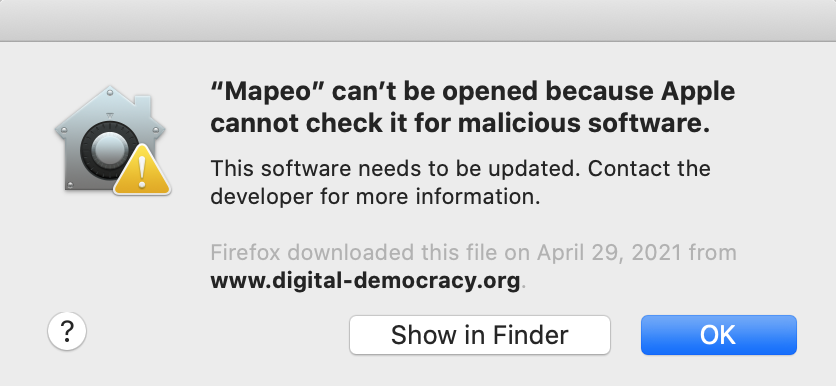 “Mapeo” can’t be opened because Apple
cannot check it for malicious software.
This software needs to be updated. Contact the
developer for more information.
Firefox downloaded this file on April 29, 2021 from
www.digital-democracy.org.
?
Show in Finder
OK